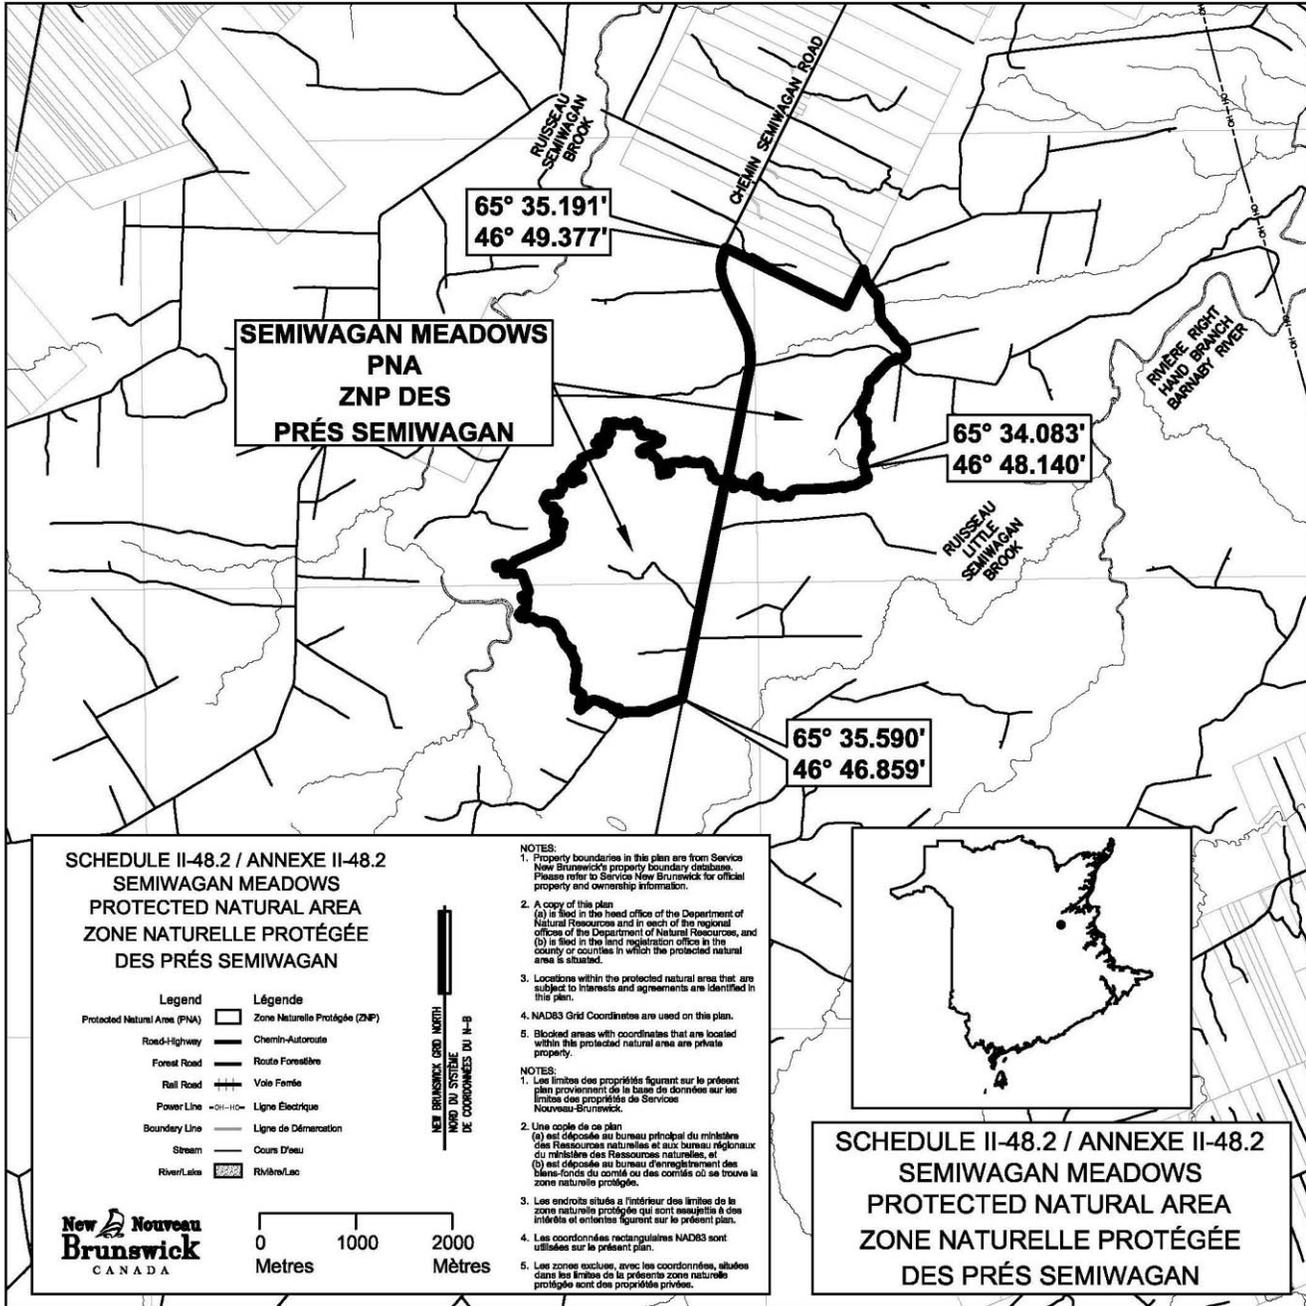 CHEMIN SEMIWAGAN ROAD
RUISSEAU
SEMIWAGAN
BROOK
65° 35.191'
46° 49.377'
SEMIWAGAN MEADOWS
PNA
ZNP DES
PRÉS SEMIWAGAN
RIVIÈRE RIGHT
HAND BRANCH
BARNABY RIVER
65° 34.083'
46° 48.140'
RUISSEAU
LITTLE
SEMIWAGAN
BROOK
65° 35.590'
46° 46.859'
SCHEDULE II-48.2 / ANNEXE II-48.2
SEMIWAGAN MEADOWS
PROTECTED NATURAL AREA
ZONE NATURELLE PROTÉGÉE
DES PRÉS SEMIWAGAN
Legend Légende
Protected Natural Area (PNA) Zone Naturelle Protégée (ZNP)
Road-Highway Chemin-Autoroute
Forest Road Route Forestière
Rail Road Voie Ferrée
Power Line -OH-HO- Ligne Électrique
Boundary Line Ligne de Démarcation
Stream Cours D'eau
River/Lake Rivière/Lac
NEW BRUNSWICK GRID NORTH
NORD DU SYSTÈME
DE COORDONNÉES DU N-B
New Nouveau
Brunswick
CANADA
0 1000 2000
Metres Mètres
NOTES:
1. Property boundaries in this plan are from Service
New Brunswick's property boundary database.
Please refer to Service New Brunswick for official
property and ownership information.
2. A copy of this plan
(a) is filed in the head office of the Department of
Natural Resources and in each of the regional
offices of the Department of Natural Resources, and
(b) is filed in the land registration office in the
county or counties in which the protected natural
area is situated.
3. Locations within the protected natural area that are
subject to interests and agreements are identified in
this plan.
4. NAD83 Grid Coordinates are used on this plan.
5. Blocked areas with coordinates that are located
within this protected natural area are private
property.
NOTES:
1. Les limites des propriétés figurant sur le présent
plan proviennent de la base de données sur les
limites des propriétés de Services
Nouveau-Brunswick.
2. Une copie de ce plan
(a) est déposée au bureau principal du ministère
des Ressources naturelles et aux bureau régionaux
du ministère des Ressources naturelles, et
(b) est déposée au bureau d'enregistrement des
biens-fonds du comté ou des comtés où se trouve la
zone naturelle protégée.
3. Les endroits situés a l'intérieur des limites de la
zone naturelle protégée qui sont assujettis à des
intérêts et ententes figurent sur le présent plan.
4. Les coordonnées rectangulaires NAD83 sont
utilisées sur le présent plan.
5. Les zones exclues, avec les coordonnées, situées
dans les limites de la présente zone naturelle
protégée sont des propriétés privées.
SCHEDULE II-48.2 / ANNEXE II-48.2
SEMIWAGAN MEADOWS
PROTECTED NATURAL AREA
ZONE NATURELLE PROTÉGÉE
DES PRÉS SEMIWAGAN